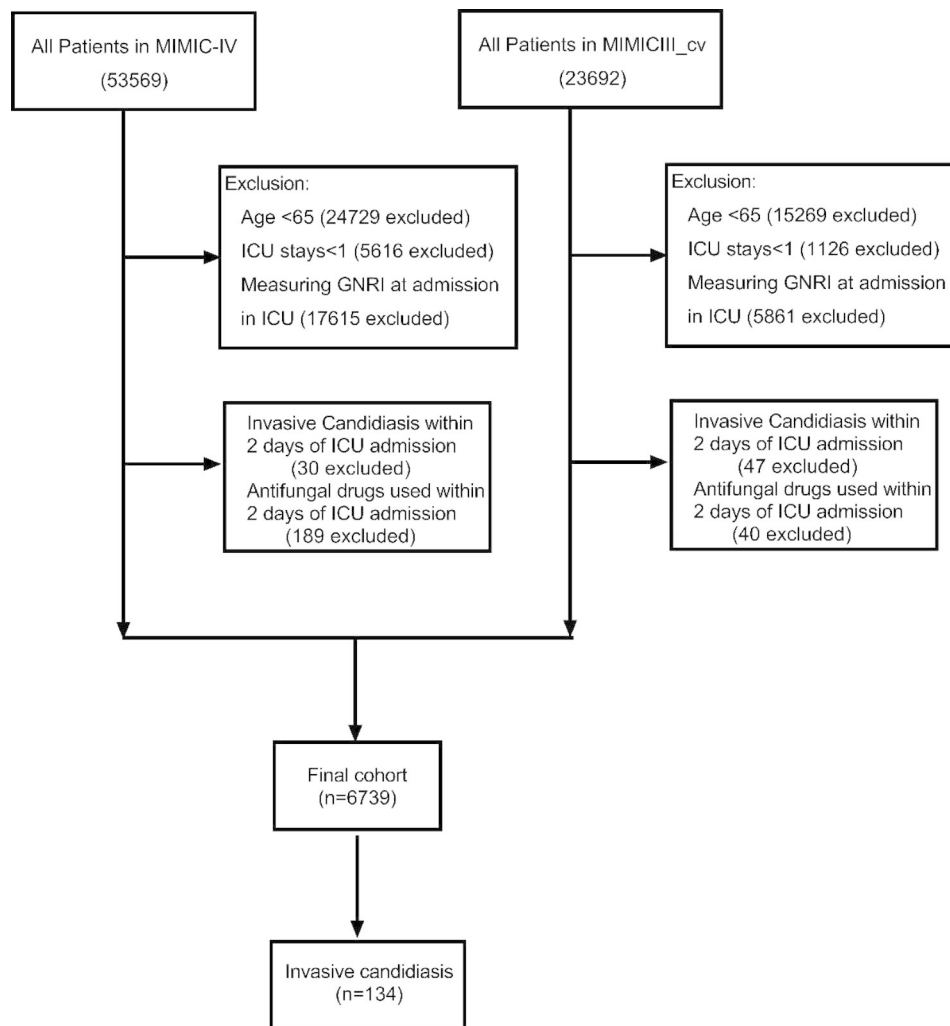 All Patients in MIMIC-IV
(53569)
All Patients in MIMICIII_cv
(23692)
Exclusion:
Age <65 (24729 excluded)
ICU stays<1 (5616 excluded)
Measuring GNRI at admission
in ICU (17615 excluded)
Exclusion:
Age <65 (15269 excluded)
ICU stays<1 (1126 excluded)
Measuring GNRI at admission
in ICU (5861 excluded)
Invasive Candidiasis within
2 days of ICU admission
(30 excluded)
Antifungal drugs used within
2 days of ICU admission
(189 excluded)
Invasive Candidiasis within
2 days of ICU admission
(47 excluded)
Antifungal drugs used within
2 days of ICU admission
(40 excluded)
Final cohort
(n=6739)
Invasive candidiasis
(n=134)